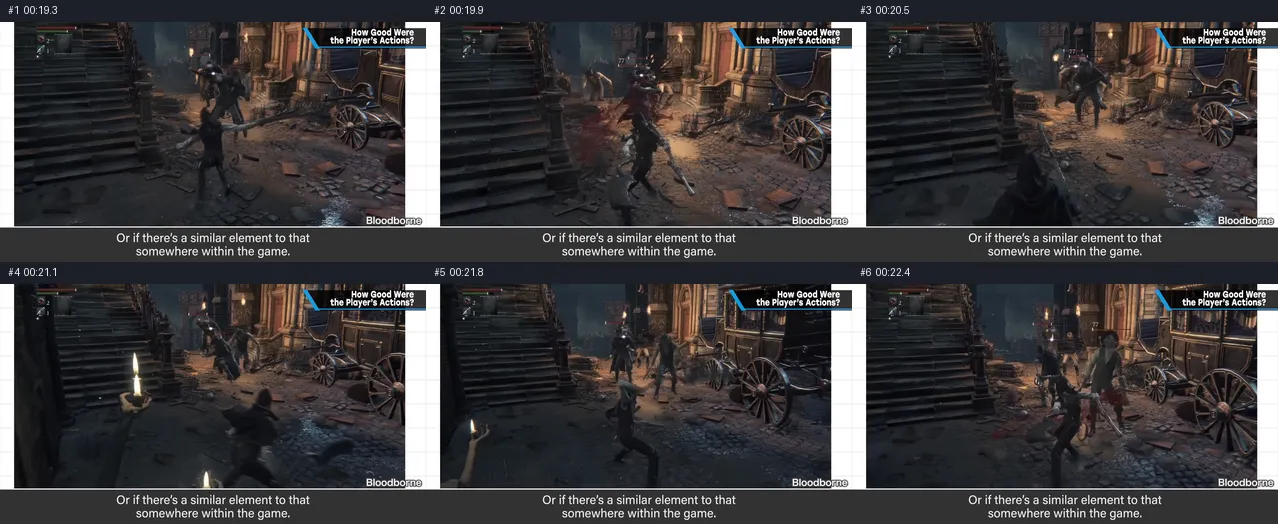 #1 00:19.3
How Good Were
the Player's Actions?
Bloodborne
Or if there's a similar element to that
somewhere within the game.
#2 00:19.9
How Good Were
the Player's Actions?
27
Bloodborne
Or if there's a similar element to that
somewhere within the game.
#3 00:20.5
How Good Were
the Player's Actions?
27
Bloodborne
Or if there's a similar element to that
somewhere within the game.
#4 00:21.1
How Good Were
the Player's Actions?
Bloodborne
Or if there's a similar element to that
somewhere within the game.
#5 00:21.8
How Good Were
the Player's Actions?
Bloodborne
Or if there's a similar element to that
somewhere within the game.
#6 00:22.4
How Good Were
the Player's Actions?
27
Bloodborne
Or if there's a similar element to that
somewhere within the game.